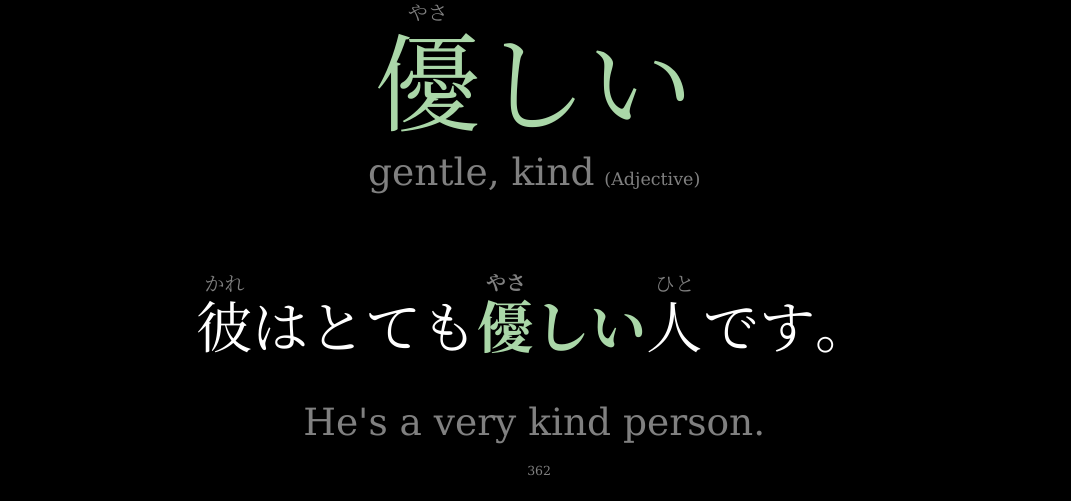 やさ
優しい
gentle, kind (Adjective)
かれ やさ ひと
彼はとても優しい人です。
He's a very kind person.
362